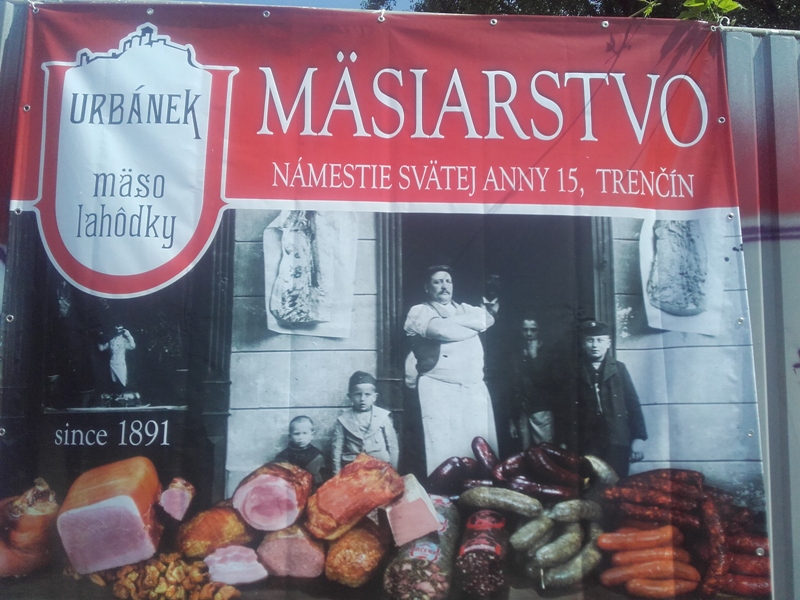 URBÁNEK
mäso
lahôdky
MÄSIARSTVO
NÁMESTIE SVÄTEJ ANNY 15, TRENČÍN
since 1891